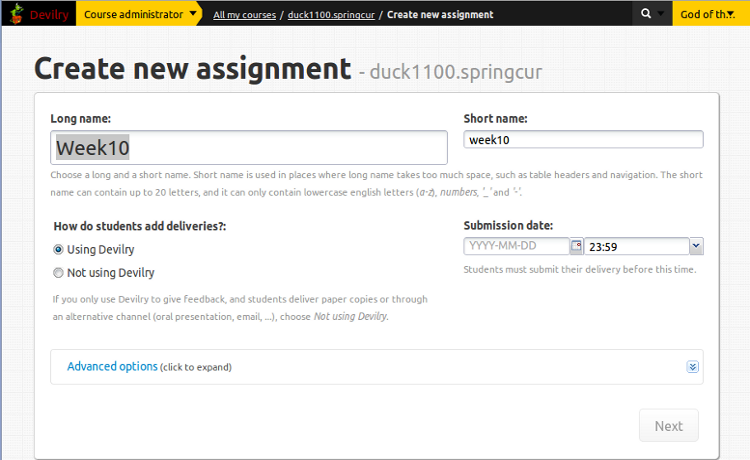 Devilry Course administrator All my courses / duck1100.springcur / Create new assignment God of th..
Create new assignment - duck1100.springcur
Long name: Short name:
Week10 week10
Choose a long and a short name. Short name is used in places where long name takes too much space, such as table headers and navigation. The short
name can contain up to 20 letters, and it can only contain lowercase english letters (a-z), numbers, '_' and '-'.
How do students add deliveries?: Submission date:
Using Devilry YYYY-MM-DD 23:59
Not using Devilry Students must submit their delivery before this time.
If you only use Devilry to give feedback, and students deliver paper copies or through
an alternative channel (oral presentation, email, ...), choose Not using Devilry.
Advanced options (click to expand)
Next